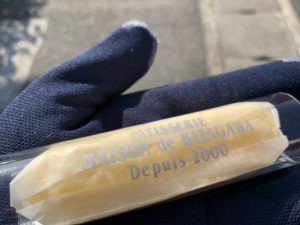 PATISSERIE
MAISON de KITAGAWA
Depuis 2000